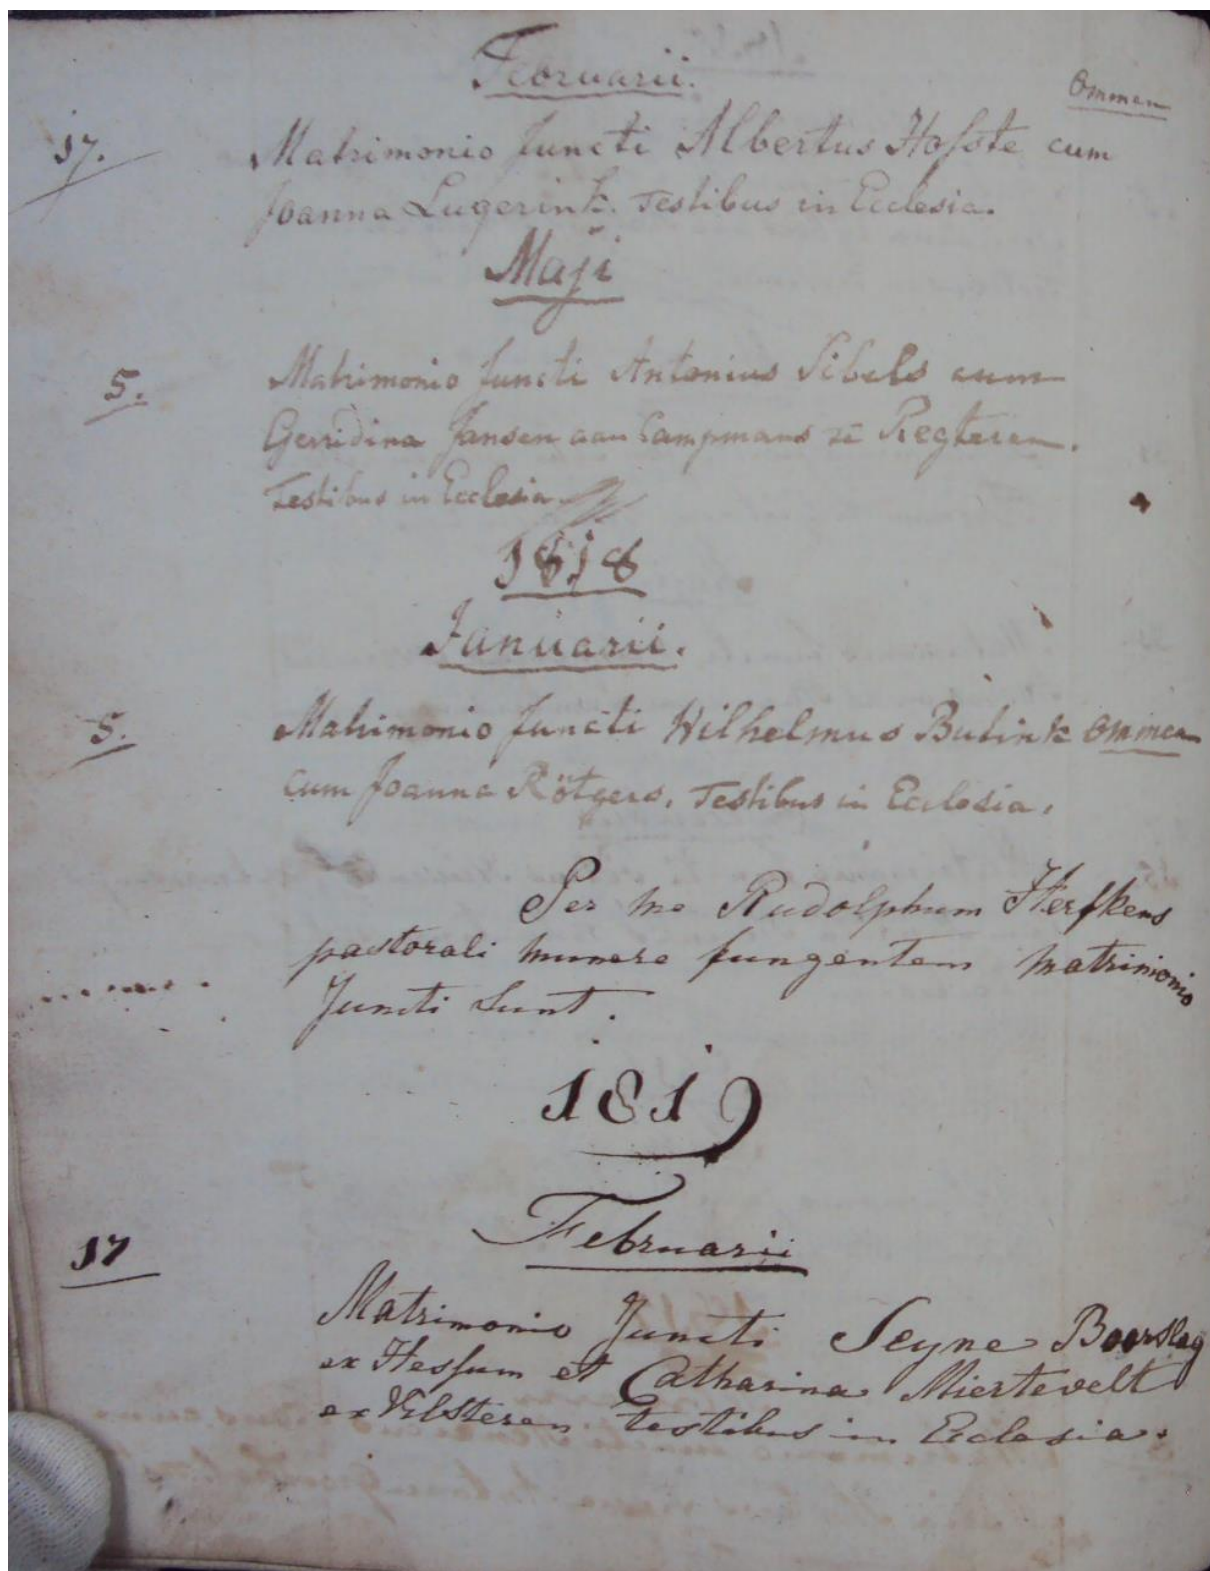 Februarii.
Ommen
17. Matrimonio Juncti Albertus Hofste cum
Joanna Lugerink. Testibus in Ecclesia.
Maji
5. Matrimonio Juncti Antonius Sibels cum
Gerridina Jansen aan Campmans te Regteren.
Testibus in Ecclesia
1818
Januarii.
5. Matrimonio Juncti Wilhelmus Butink Ommen
cum Joanna Rötgers, Testibus in Ecclesia.
Per me Rudolphum Herfkens
pastorali munere fungentem matrimonio
Juncti Sunt.
1819
Februarii
17
Matrimonio Juncti Seyne Boerslag
ex Hessum et Catharina Miertevelt
ex Vilsteren testibus in Ecclesia.